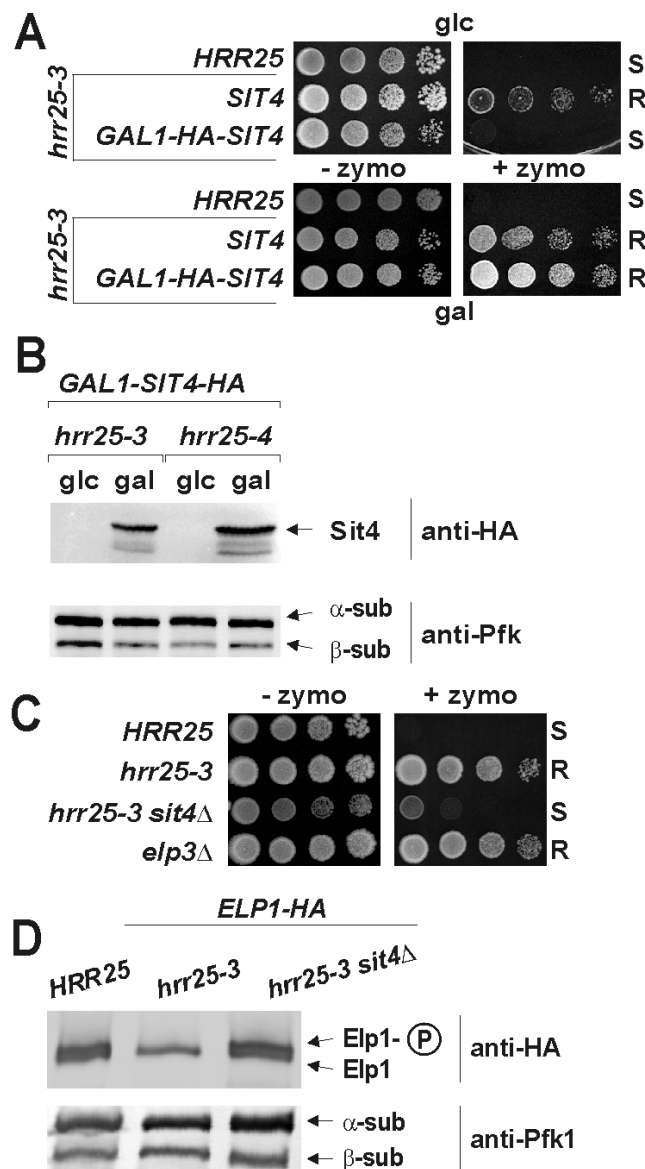 A
glc
HRR25 S
hrr25-3
SIT4 R
GAL1-HA-SIT4 S
- zymo + zymo
HRR25 S
hrr25-3
SIT4 R
GAL1-HA-SIT4 R
gal
B
GAL1-SIT4-HA
hrr25-3 hrr25-4
glc gal glc gal
Sit4 anti-HA
α-sub
β-sub
anti-Pfk
C
- zymo + zymo
HRR25 S
hrr25-3 R
hrr25-3 sit4Δ S
elp3Δ R
D
ELP1-HA
HRR25 hrr25-3 hrr25-3 sit4Δ
Elp1- P
Elp1
anti-HA
α-sub
β-sub
anti-Pfk1